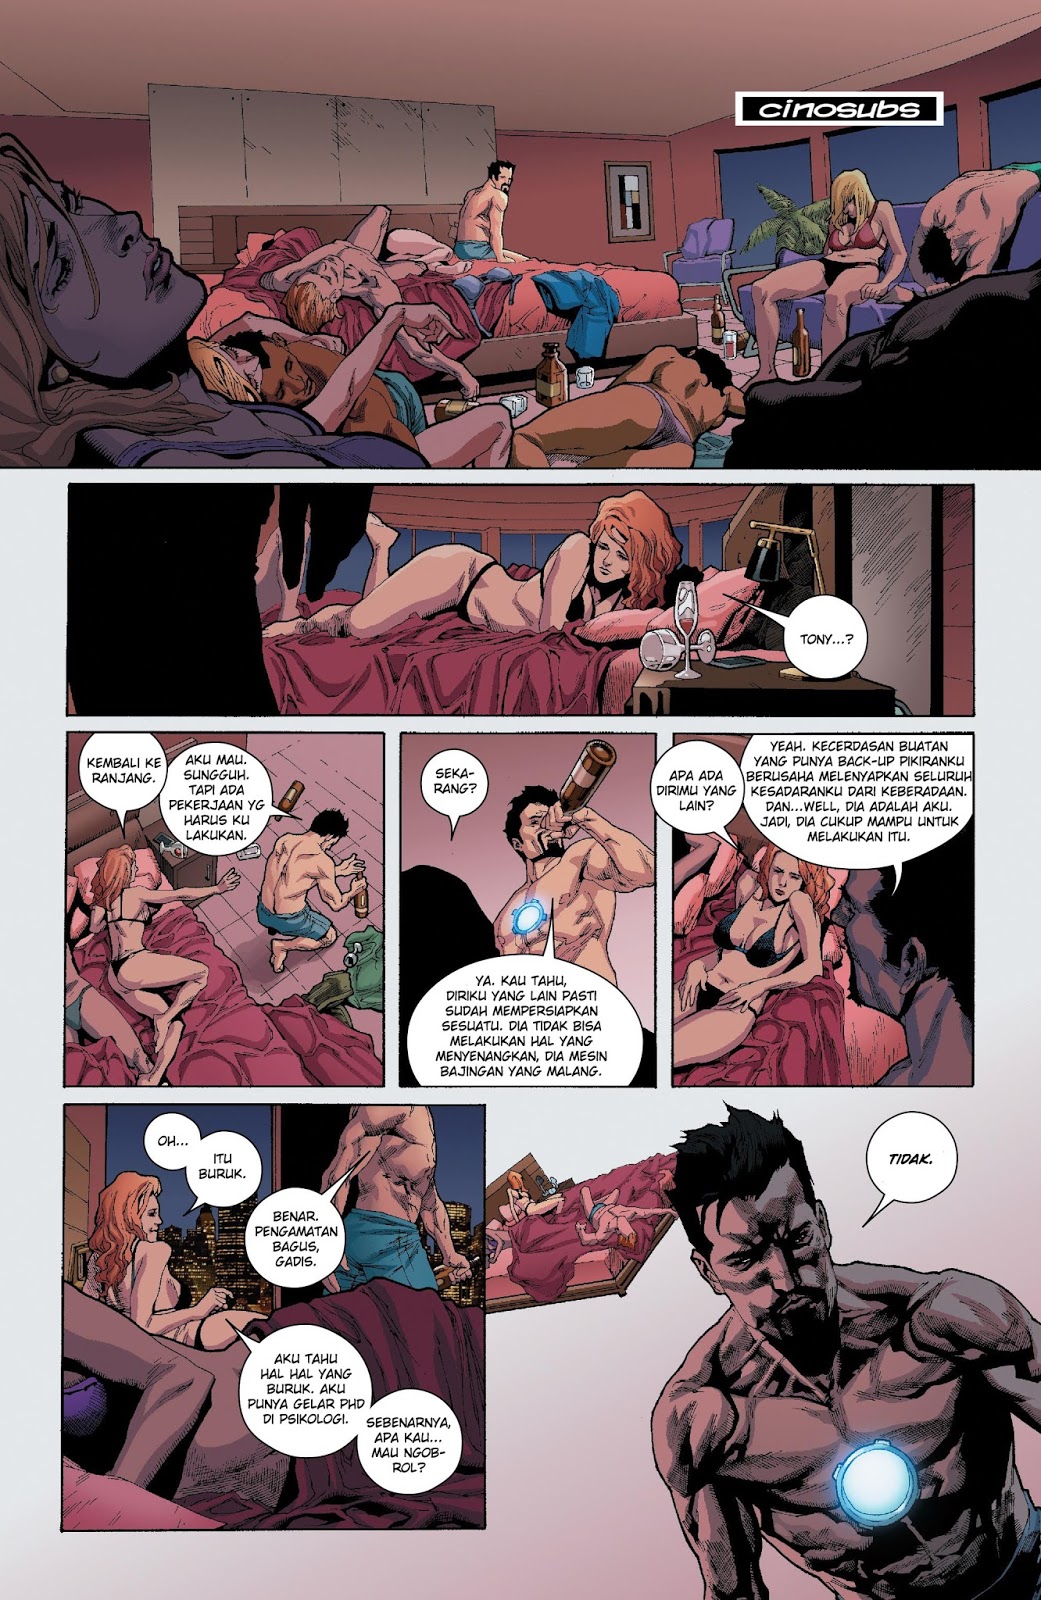 cinosubs
TONY...?
KEMBALI KE
RANJANG.
AKU MAU.
SUNGGUH.
TAPI ADA
PEKERJAAN YG
HARUS KU
LAKUKAN.
SEKA-
RANG?
YA. KAU TAHU,
DIRIKU YANG LAIN PASTI
SUDAH MEMPERSIAPKAN
SESUATU. DIA TIDAK BISA
MELAKUKAN HAL YANG
MENYENANGKAN, DIA MESIN
BAJINGAN YANG MALANG.
APA ADA
DIRIMU YANG
LAIN?
YEAH. KECERDASAN BUATAN
YANG PUNYA BACK-UP PIKIRANKU
BERUSAHA MELENYAPKAN SELURUH
KESADARANKU DARI KEBERADAAN.
DAN...WELL, DIA ADALAH AKU.
JADI, DIA CUKUP MAMPU UNTUK
MELAKUKAN ITU.
OH...
ITU
BURUK.
BENAR.
PENGAMATAN
BAGUS,
GADIS.
AKU TAHU
HAL HAL YANG
BURUK. AKU
PUNYA GELAR PHD
DI PSIKOLOGI.
SEBENARNYA,
APA KAU...
MAU NGOB-
ROL?
TIDAK.